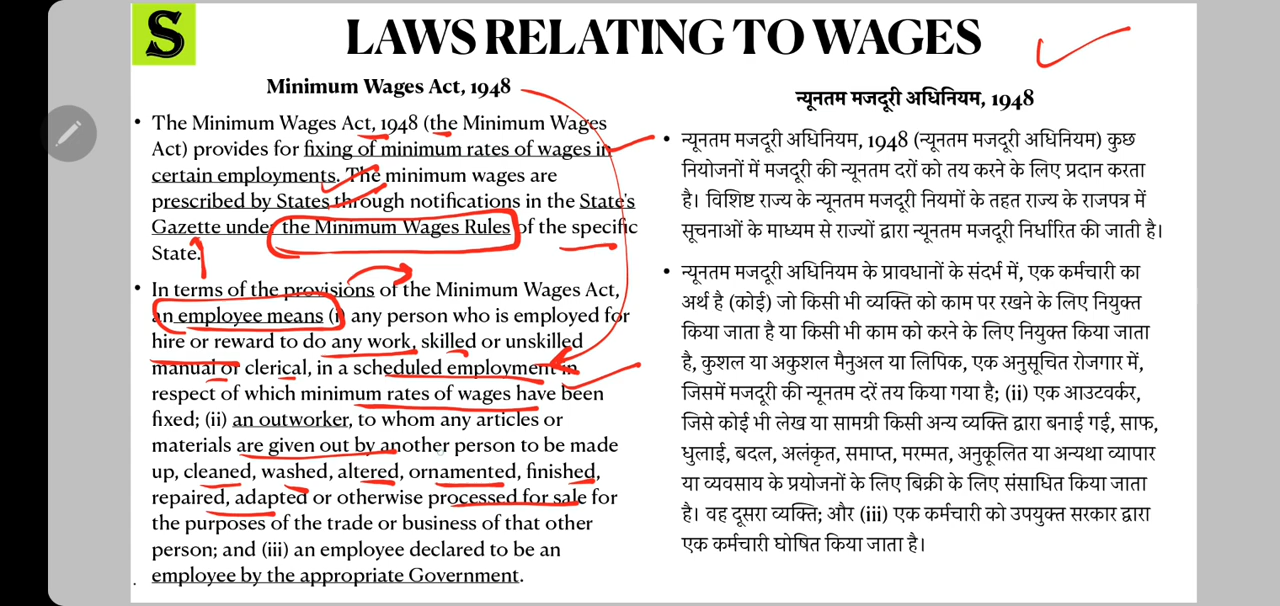 S
LAWS RELATING TO WAGES
Minimum Wages Act, 1948
• The Minimum Wages Act, 1948 (the Minimum Wages
Act) provides for fixing of minimum rates of wages in
certain employments. The minimum wages are
prescribed by States through notifications in the State's
Gazette under the Minimum Wages Rules of the specific
State.
• In terms of the provisions of the Minimum Wages Act,
an employee means (i) any person who is employed for
hire or reward to do any work, skilled or unskilled
manual or clerical, in a scheduled employment in
respect of which minimum rates of wages have been
fixed; (ii) an outworker, to whom any articles or
materials are given out by another person to be made
up, cleaned, washed, altered, ornamented, finished,
repaired, adapted or otherwise processed for sale for
the purposes of the trade or business of that other
person; and (iii) an employee declared to be an
employee by the appropriate Government.
न्यूनतम मजदूरी अधिनियम, 1948
• न्यूनतम मजदूरी अधिनियम, 1948 (न्यूनतम मजदूरी अधिनियम) कुछ
नियोजनों में मजदूरी की न्यूनतम दरों को तय करने के लिए प्रदान करता
है। विशिष्ट राज्य के न्यूनतम मजदूरी नियमों के तहत राज्य के राजपत्र में
सूचनाओं के माध्यम से राज्यों द्वारा न्यूनतम मजदूरी निर्धारित की जाती है।
• न्यूनतम मजदूरी अधिनियम के प्रावधानों के संदर्भ में, एक कर्मचारी का
अर्थ है (कोई) जो किसी भी व्यक्ति को काम पर रखने के लिए नियुक्त
किया जाता है या किसी भी काम को करने के लिए नियुक्त किया जाता
है, कुशल या अकुशल मैनुअल या लिपिक, एक अनुसूचित रोजगार में,
जिसमें मजदूरी की न्यूनतम दरें तय किया गया है; (ii) एक आउटवर्कर,
जिसे कोई भी लेख या सामग्री किसी अन्य व्यक्ति द्वारा बनाई गई, साफ,
धुलाई, बदल, अलंकृत, समाप्त, मरम्मत, अनुकूलित या अन्यथा व्यापार
या व्यवसाय के प्रयोजनों के लिए बिक्री के लिए संसाधित किया जाता
है। वह दूसरा व्यक्ति; और (iii) एक कर्मचारी को उपयुक्त सरकार द्वारा
एक कर्मचारी घोषित किया जाता है।